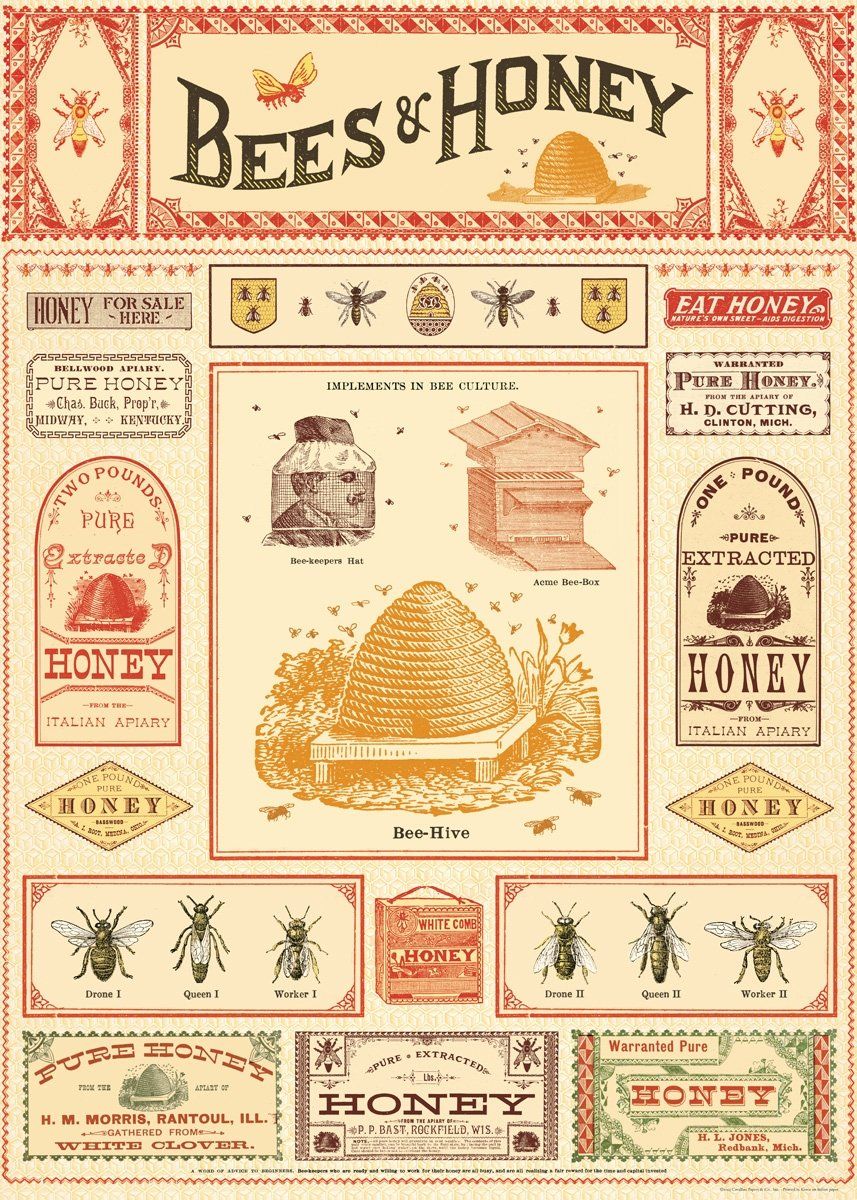 BEES & HONEY
HONEY FOR SALE
HERE
EAT HONEY
NATURE'S OWN SWEET - AIDS DIGESTION
BELLWOOD APIARY.
PURE HONEY
Chas. Buck, Prop'r,
MIDWAY, KENTUCKY.
WARRANTED
PURE HONEY.
FROM THE APIARY OF
H. D. CUTTING,
CLINTON, MICH.
IMPLEMENTS IN BEE CULTURE.
Bee-keepers Hat
Acme Bee-Box
Bee-Hive
TWO POUNDS
PURE
Extracted
HONEY
—FROM THE—
ITALIAN APIARY
ONE POUND
PURE
EXTRACTED
HONEY
—FROM—
ITALIAN APIARY
ONE POUND
PURE
HONEY
BASSWOOD
A. I. ROOT, MEDINA, OHIO.
ONE POUND
PURE
HONEY
BASSWOOD
A. I. ROOT, MEDINA, OHIO.
Drone I
Queen I
Worker I
WHITE COMB
HONEY
Drone II
Queen II
Worker II
PURE HONEY
FROM THE APIARY OF
H. M. MORRIS, RANTOUL, ILL.
GATHERED FROM
WHITE CLOVER.
PURE EXTRACTED
Lbs.
HONEY
FROM THE APIARY OF
P. P. BAST, ROCKFIELD, WIS.
Warranted Pure
HONEY
H. L. JONES,
Redbank, Mich.
A WORD OF ADVICE TO BEGINNERS. Bee-keepers who are ready and willing to work for their honey are all busy, and are all realizing a fair reward for the time and capital invested